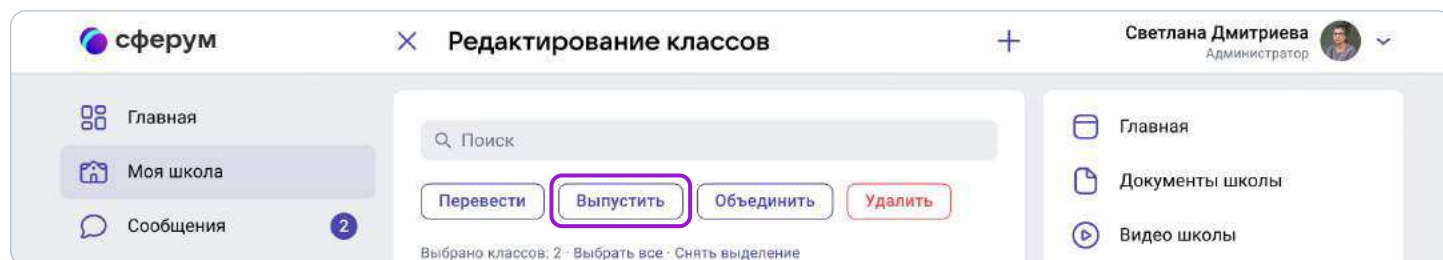 сферум
Редактирование классов
Светлана Дмитриева
Администратор
Главная
Моя школа
Сообщения 2
Поиск
Перевести Выпустить Объединить Удалить
Выбрано классов: 2 · Выбрать все · Снять выделение
Главная
Документы школы
Видео школы